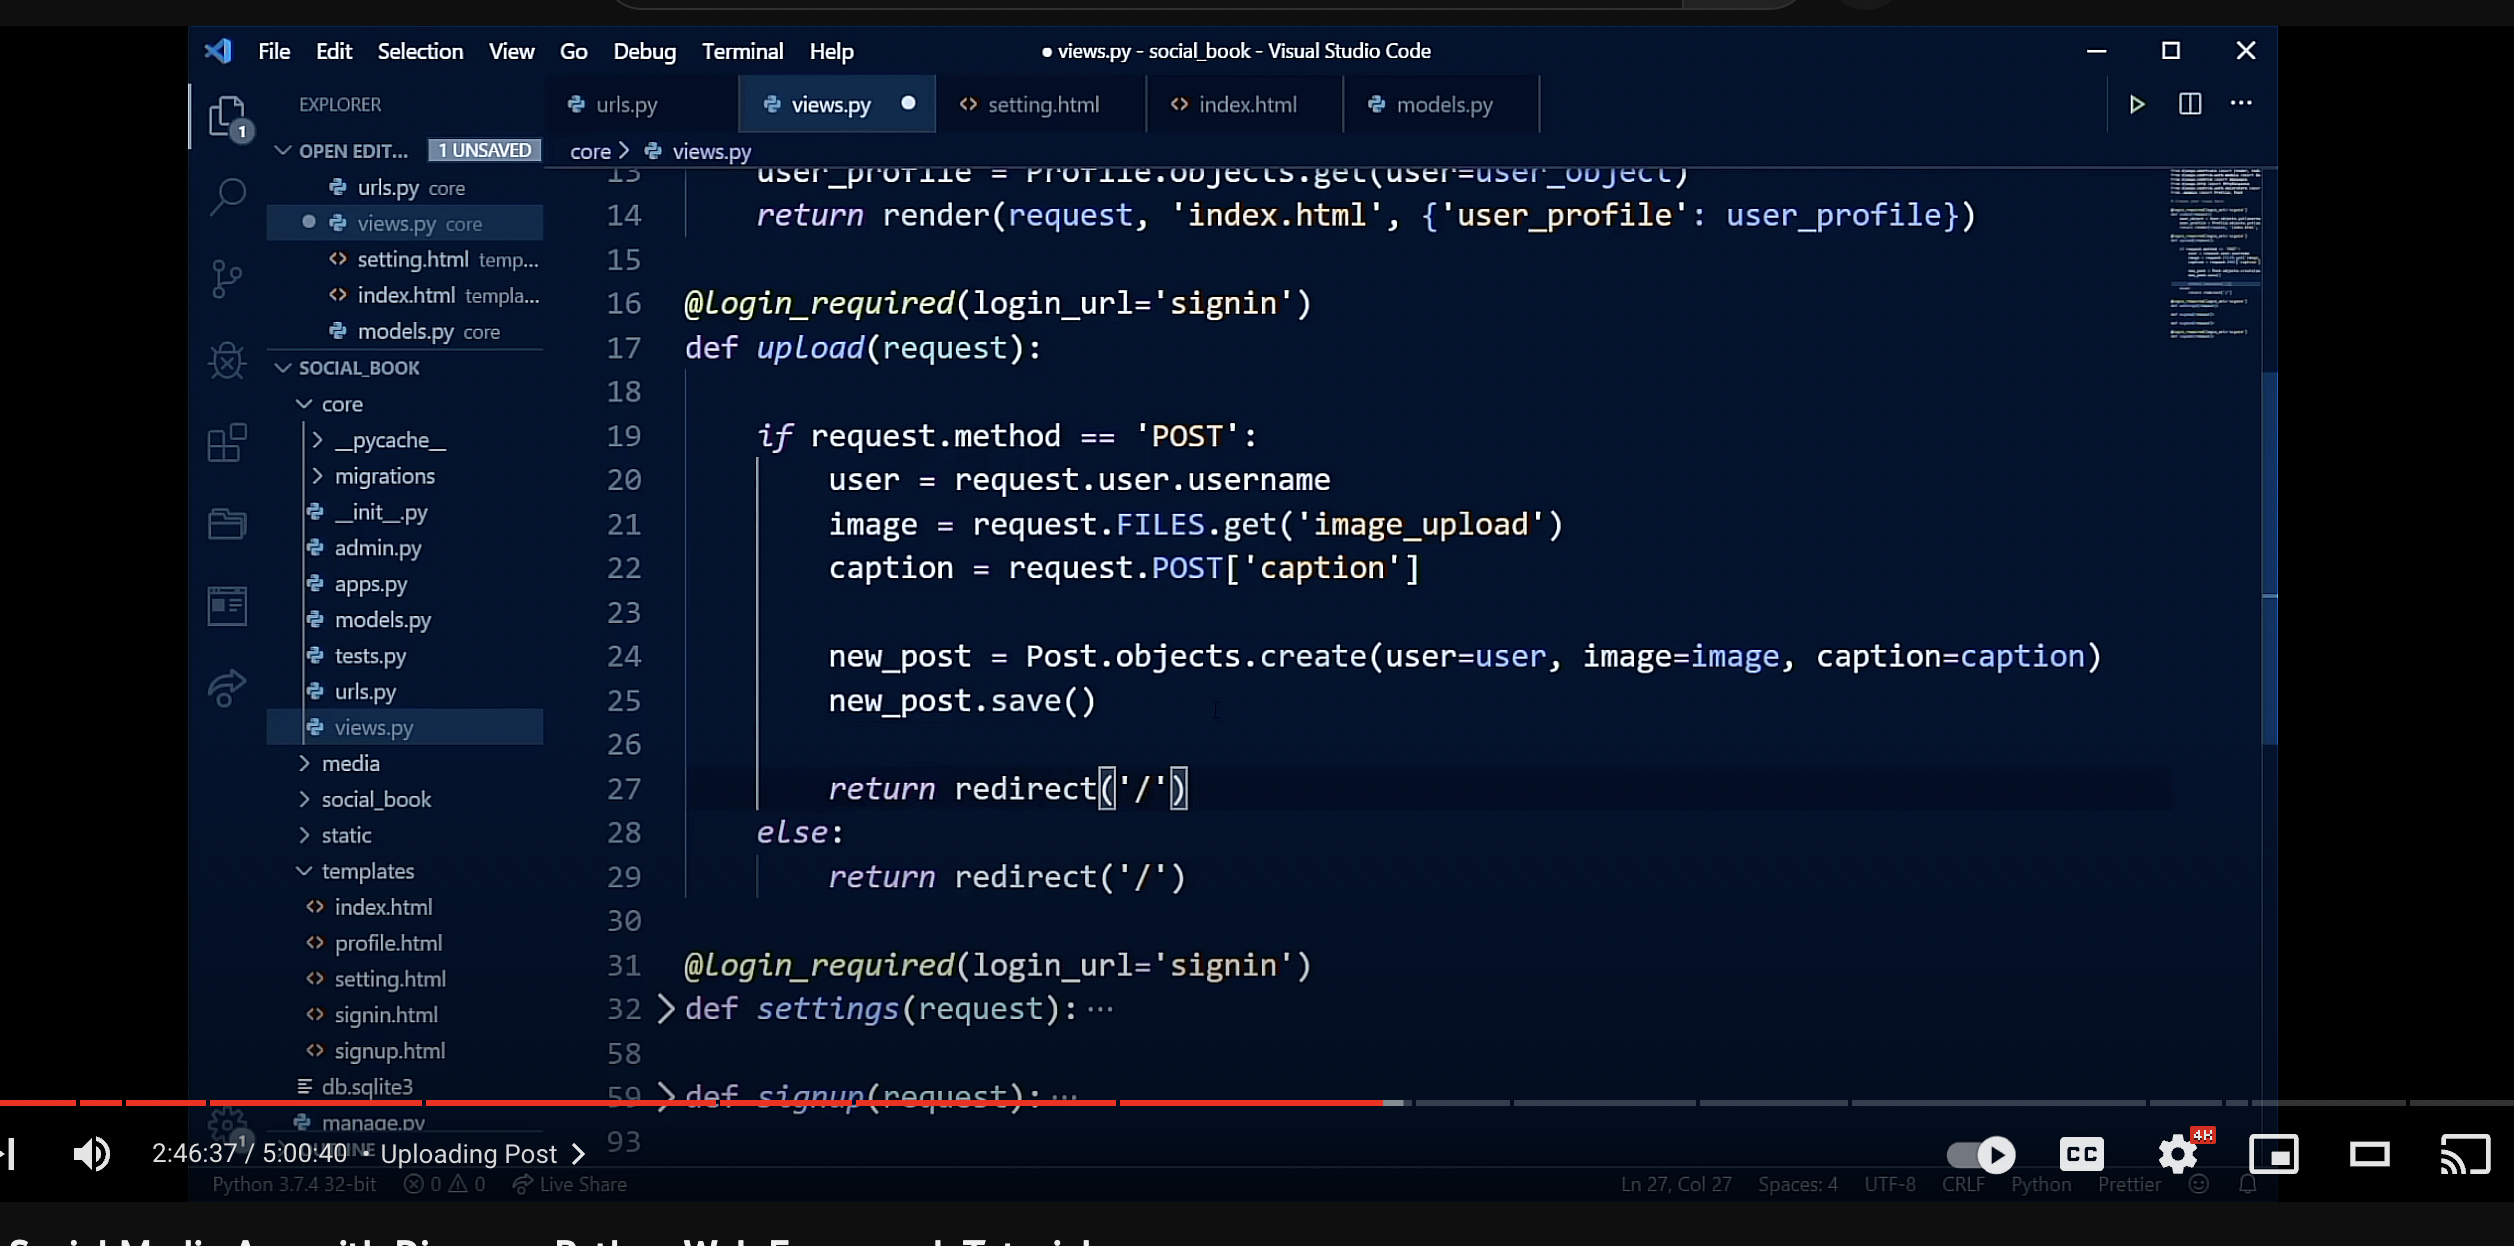 File Edit Selection View Go Debug Terminal Help
● views.py - social_book - Visual Studio Code
EXPLORER
urls.py
views.py
setting.html
index.html
models.py
1
OPEN EDIT... 1 UNSAVED
core > views.py
urls.py core
views.py core
setting.html temp...
index.html templa...
models.py core
SOCIAL_BOOK
core
__pycache__
migrations
__init__.py
admin.py
apps.py
models.py
tests.py
urls.py
views.py
media
social_book
static
templates
index.html
profile.html
setting.html
signin.html
signup.html
db.sqlite3
manage.py
OUTLINE
13 user_profile = Profile.objects.get(user=user_object)
14 return render(request, 'index.html', {'user_profile': user_profile})
15
16 @login_required(login_url='signin')
17 def upload(request):
18
19 if request.method == 'POST':
20 user = request.user.username
21 image = request.FILES.get('image_upload')
22 caption = request.POST['caption']
23
24 new_post = Post.objects.create(user=user, image=image, caption=caption)
25 new_post.save()
26
27 return redirect('/')
28 else:
29 return redirect('/')
30
31 @login_required(login_url='signin')
32 def settings(request):...
58
59 def signup(request):...
93
1
2:46:37 / 5:00:40 • Uploading Post >
CC
4K
Python 3.7.4 32-bit 0 0 Live Share
Ln 27, Col 27 Spaces: 4 UTF-8 CRLF Python Prettier